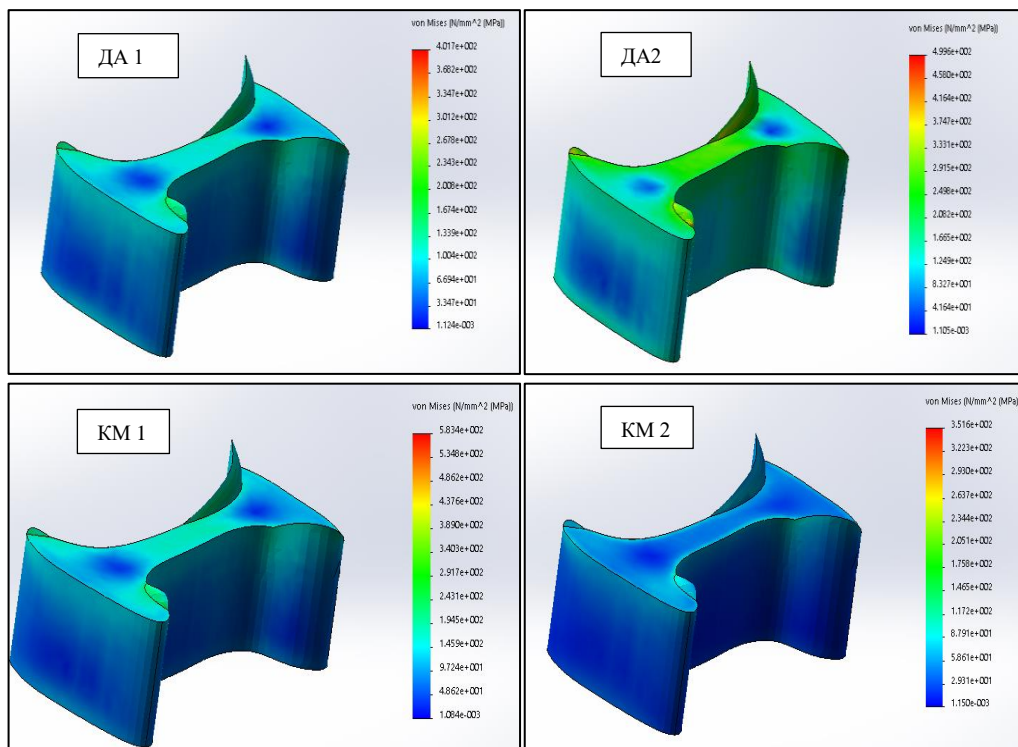 ДА 1
von Mises (N/mm^2 (MPa))
4.017e+002
3.682e+002
3.347e+002
3.012e+002
2.678e+002
2.343e+002
2.008e+002
1.674e+002
1.339e+002
1.004e+002
6.694e+001
3.347e+001
1.124e-003
ДА2
von Mises (N/mm^2 (MPa))
4.996e+002
4.580e+002
4.164e+002
3.747e+002
3.331e+002
2.915e+002
2.498e+002
2.082e+002
1.665e+002
1.249e+002
8.327e+001
4.164e+001
1.105e-003
КМ 1
von Mises (N/mm^2 (MPa))
5.834e+002
5.348e+002
4.862e+002
4.376e+002
3.890e+002
3.403e+002
2.917e+002
2.431e+002
1.945e+002
1.459e+002
9.724e+001
4.862e+001
1.084e-003
КМ 2
von Mises (N/mm^2 (MPa))
3.516e+002
3.223e+002
2.930e+002
2.637e+002
2.344e+002
2.051e+002
1.758e+002
1.465e+002
1.172e+002
8.791e+001
5.861e+001
2.931e+001
1.150e-003